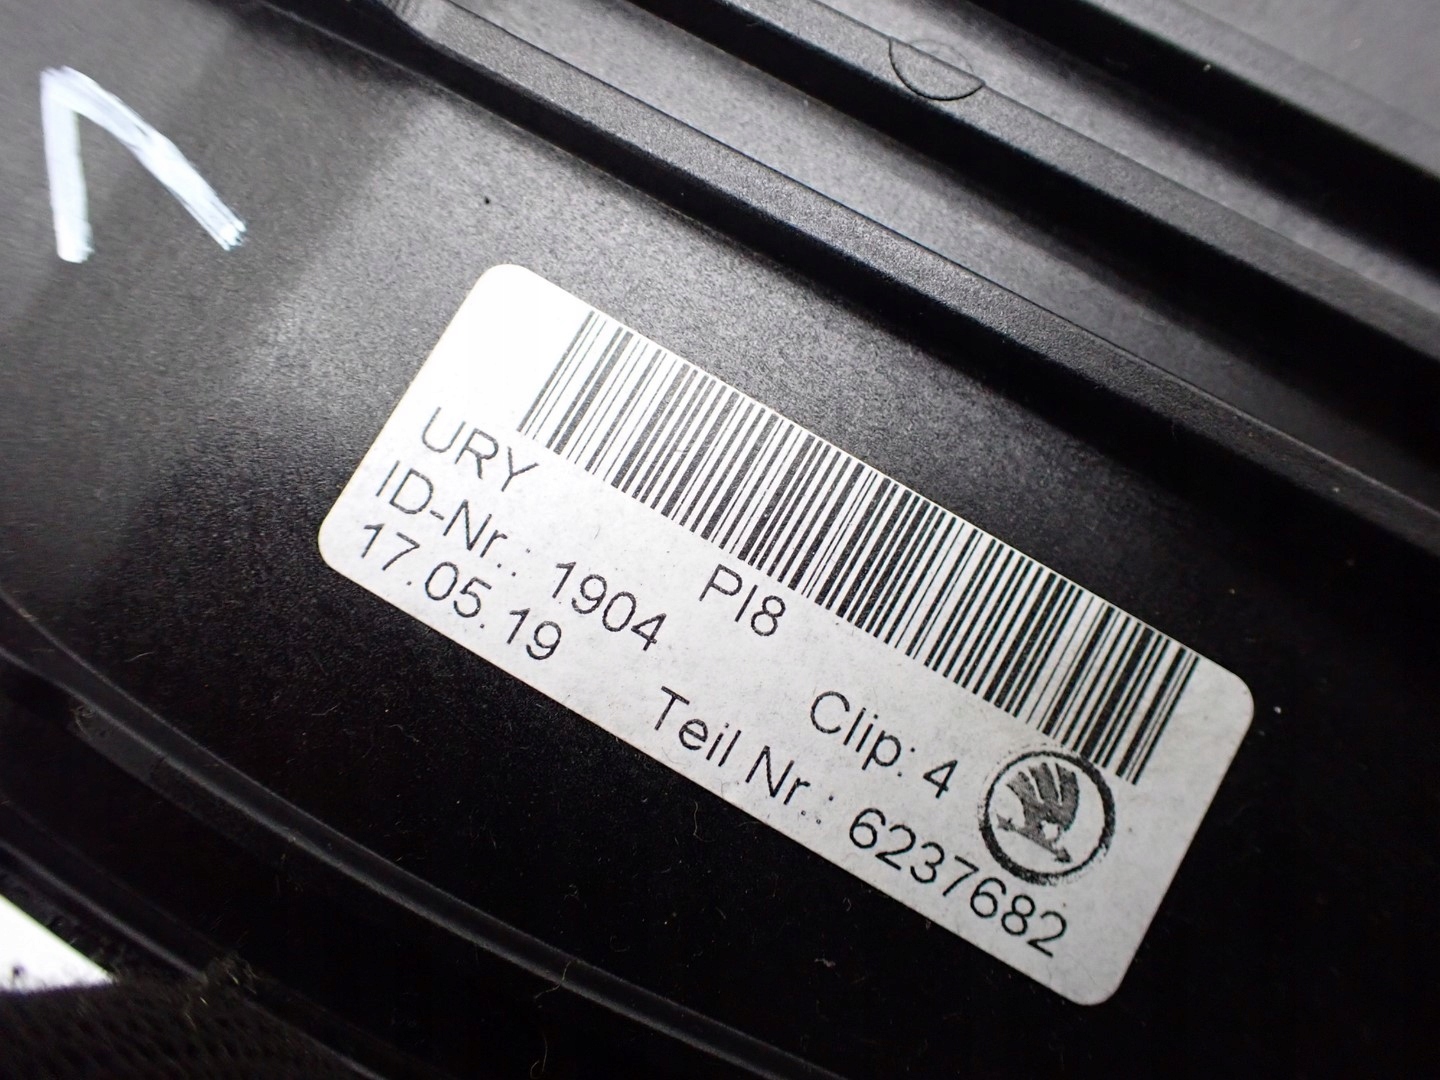 URY PI8 Clip: 4
ID-Nr.: 1904
17.05.19 Teil Nr.: 6237682